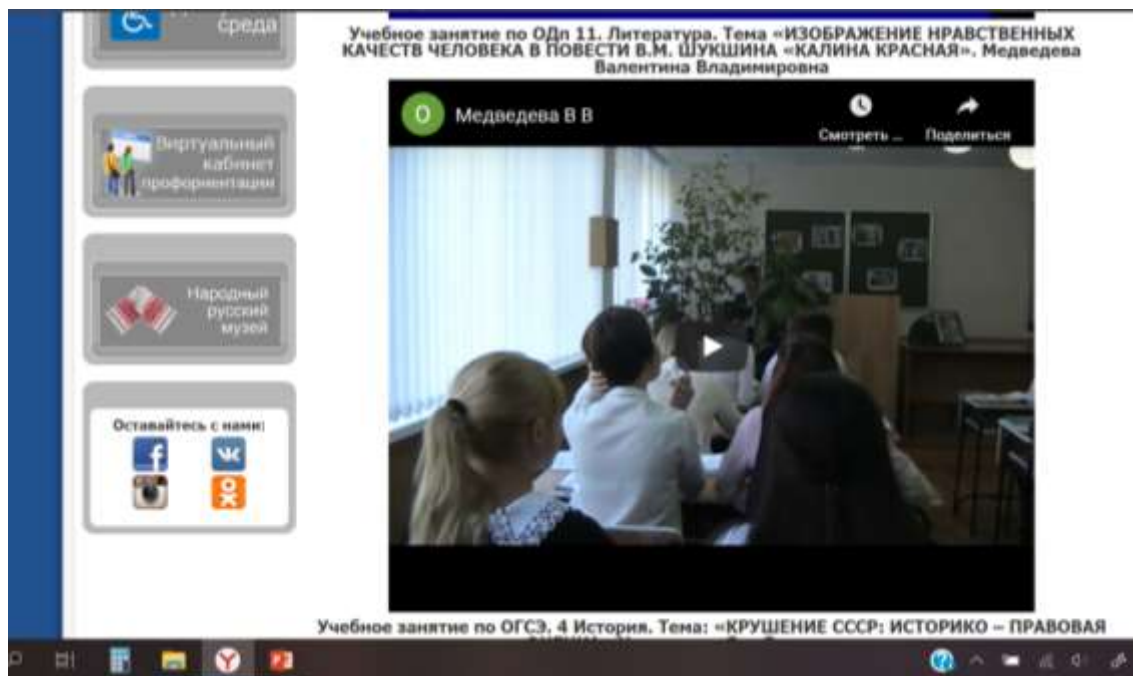 среда
Виртуальный
кабинет
профориентации
Народный
русский
музей
Оставайтесь с нами:
Учебное занятие по ОДп 11. Литература. Тема «ИЗОБРАЖЕНИЕ НРАВСТВЕННЫХ
КАЧЕСТВ ЧЕЛОВЕКА В ПОВЕСТИ В.М. ШУКШИНА «КАЛИНА КРАСНАЯ». Медведева
Валентина Владимировна
О Медведева В В
Смотреть ...
Поделиться
Учебное занятие по ОГСЭ. 4 История. Тема: «КРУШЕНИЕ СССР: ИСТОРИКО – ПРАВОВАЯ